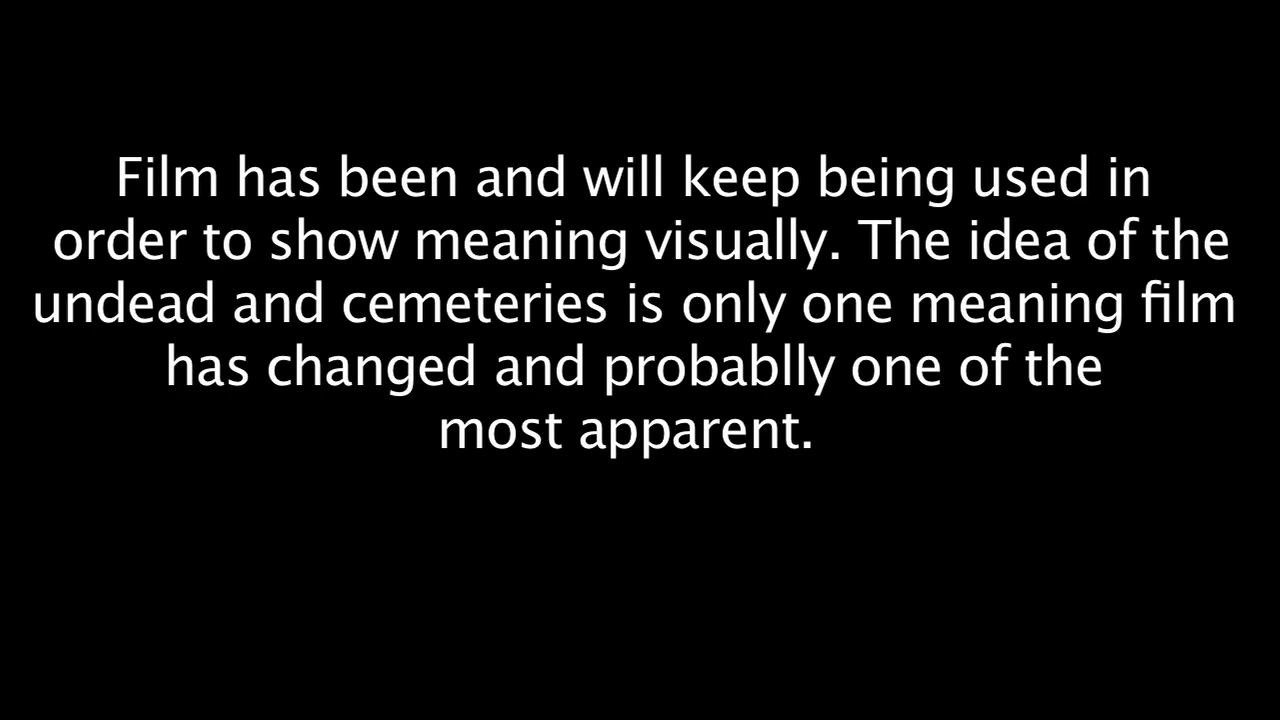 Film has been and will keep being used in
order to show meaning visually. The idea of the
undead and cemeteries is only one meaning film
has changed and probablly one of the
most apparent.